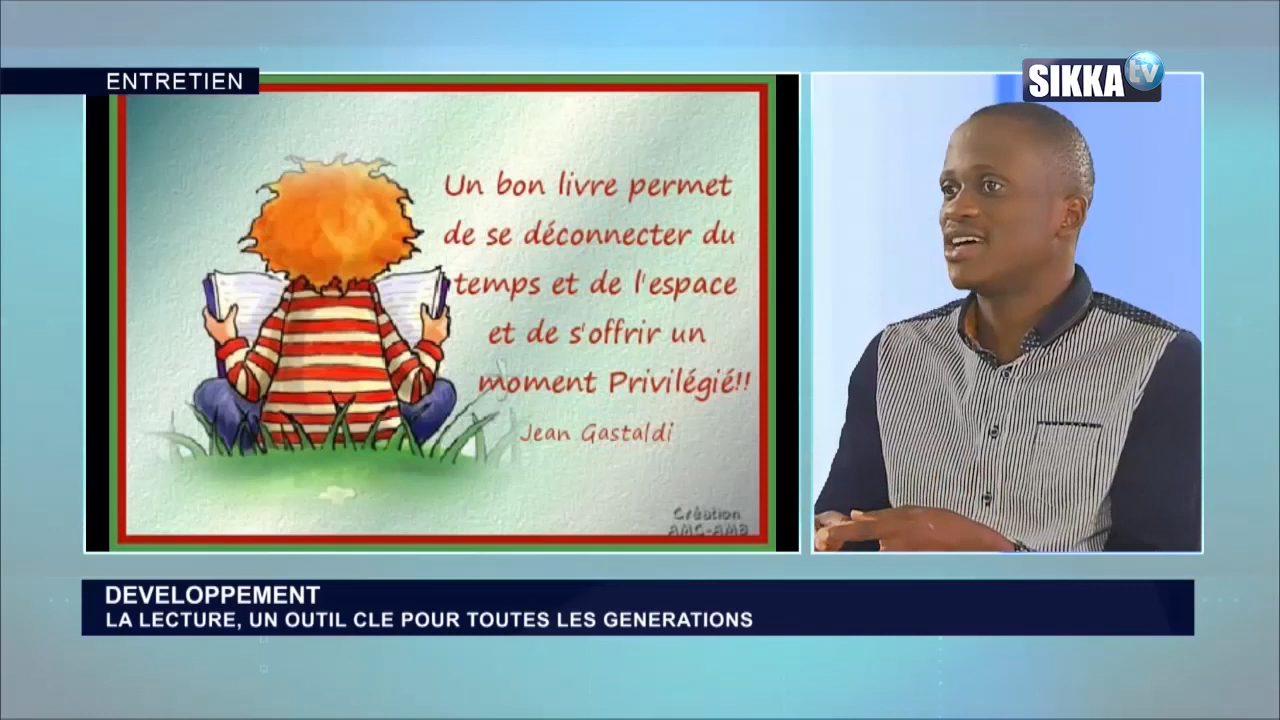 ENTRETIEN
SIKKA tv
Un bon livre permet
de se déconnecter du
temps et de l'espace
et de s'offrir un
moment Privilégié!!
Jean Gastaldi
Création
AMC-AMB
DEVELOPPEMENT
LA LECTURE, UN OUTIL CLE POUR TOUTES LES GENERATIONS